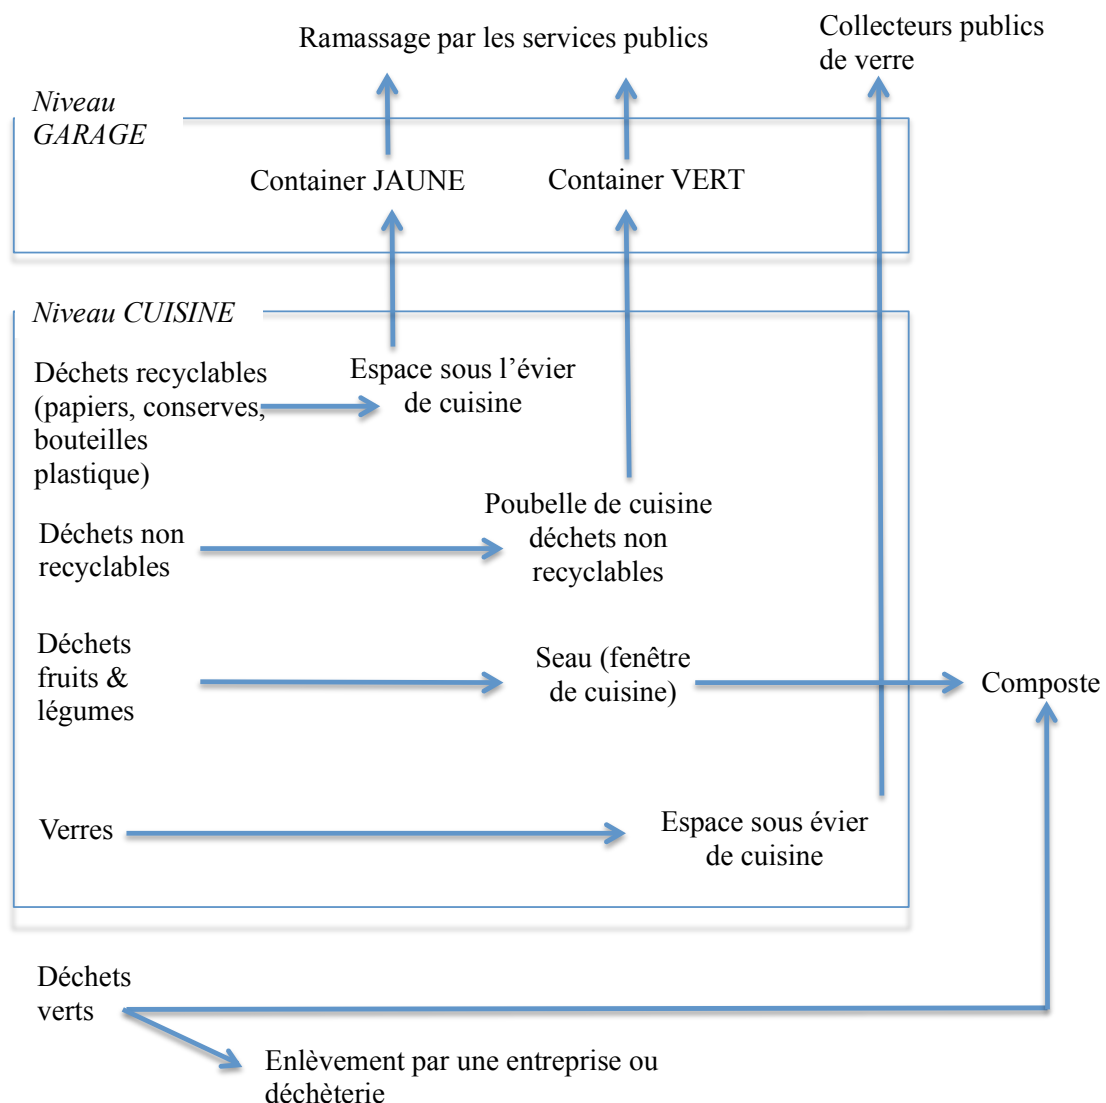 Ramassage par les services publics
Collecteurs publics
de verre
Niveau
GARAGE
Container JAUNE
Container VERT
Niveau CUISINE
Déchets recyclables
(papiers, conserves,
bouteilles
plastique)
Espace sous l’évier
de cuisine
Déchets non
recyclables
Poubelle de cuisine
déchets non
recyclables
Déchets
fruits &
légumes
Seau (fenêtre
de cuisine)
Composte
Verres
Espace sous évier
de cuisine
Déchets
verts
Enlèvement par une entreprise ou
déchèterie